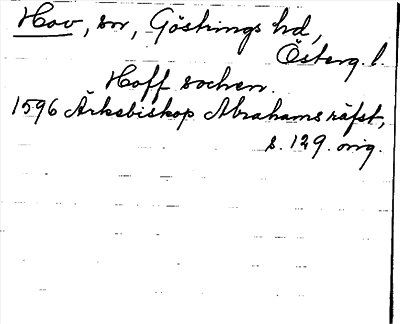 Hov, sn, Göstrings hd,
Österg. l.
Hoff sochen.
1596 Ärkebiskop Abrahams räfst,
s. 129. orig.